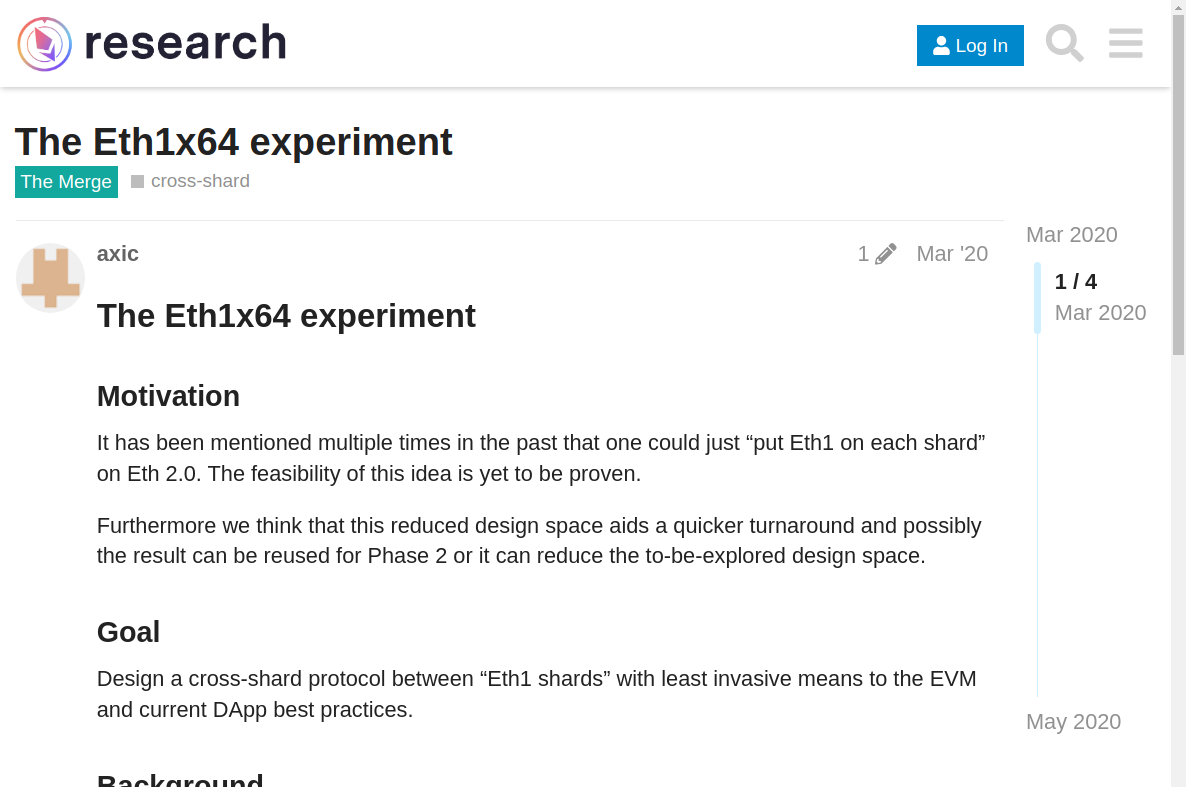 research
Log In
The Eth1x64 experiment
The Merge
cross-shard
axic
1
Mar '20
The Eth1x64 experiment
Motivation
It has been mentioned multiple times in the past that one could just “put Eth1 on each shard”
on Eth 2.0. The feasibility of this idea is yet to be proven.
Furthermore we think that this reduced design space aids a quicker turnaround and possibly
the result can be reused for Phase 2 or it can reduce the to-be-explored design space.
Goal
Design a cross-shard protocol between “Eth1 shards” with least invasive means to the EVM
and current DApp best practices.
Background
Mar 2020
1 / 4
Mar 2020
May 2020